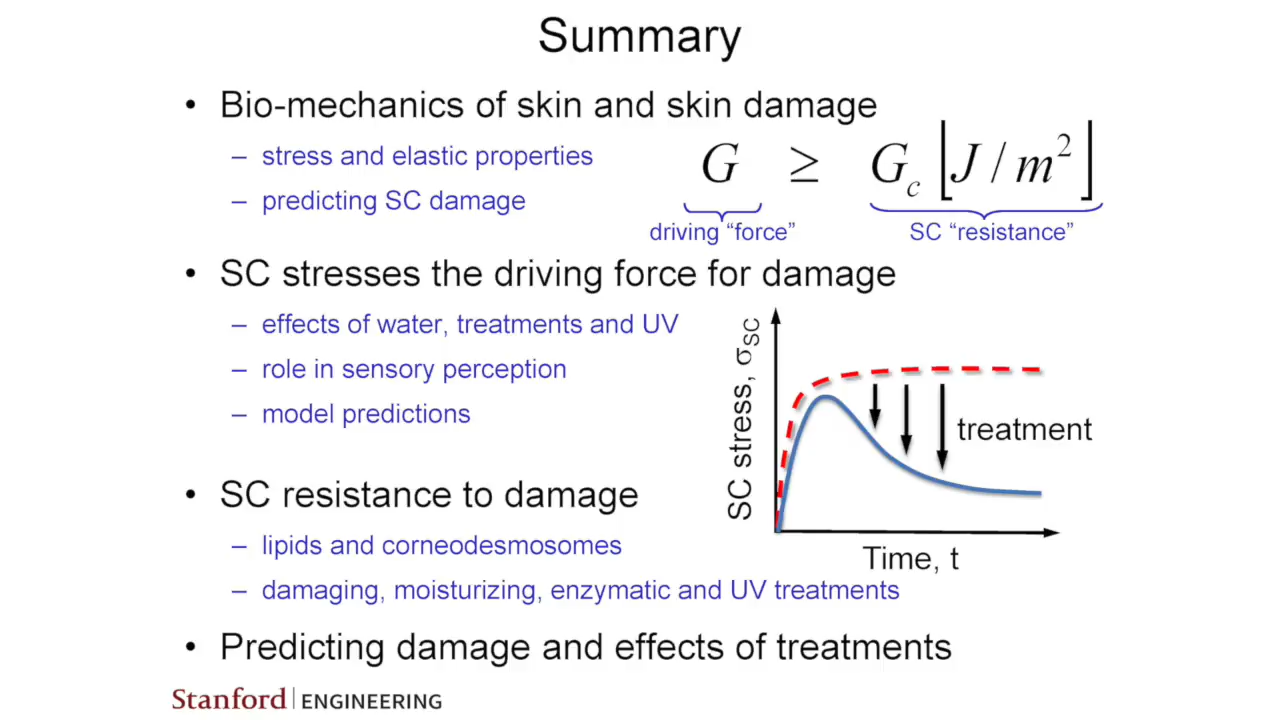 Summary
• Bio-mechanics of skin and skin damage
– stress and elastic properties
– predicting SC damage
G ≥ G_c ⌊J / m²⌋
driving “force”
SC “resistance”
• SC stresses the driving force for damage
– effects of water, treatments and UV
– role in sensory perception
– model predictions
SC stress, σ_SC
treatment
Time, t
• SC resistance to damage
– lipids and corneodesmosomes
– damaging, moisturizing, enzymatic and UV treatments
• Predicting damage and effects of treatments
Stanford | ENGINEERING